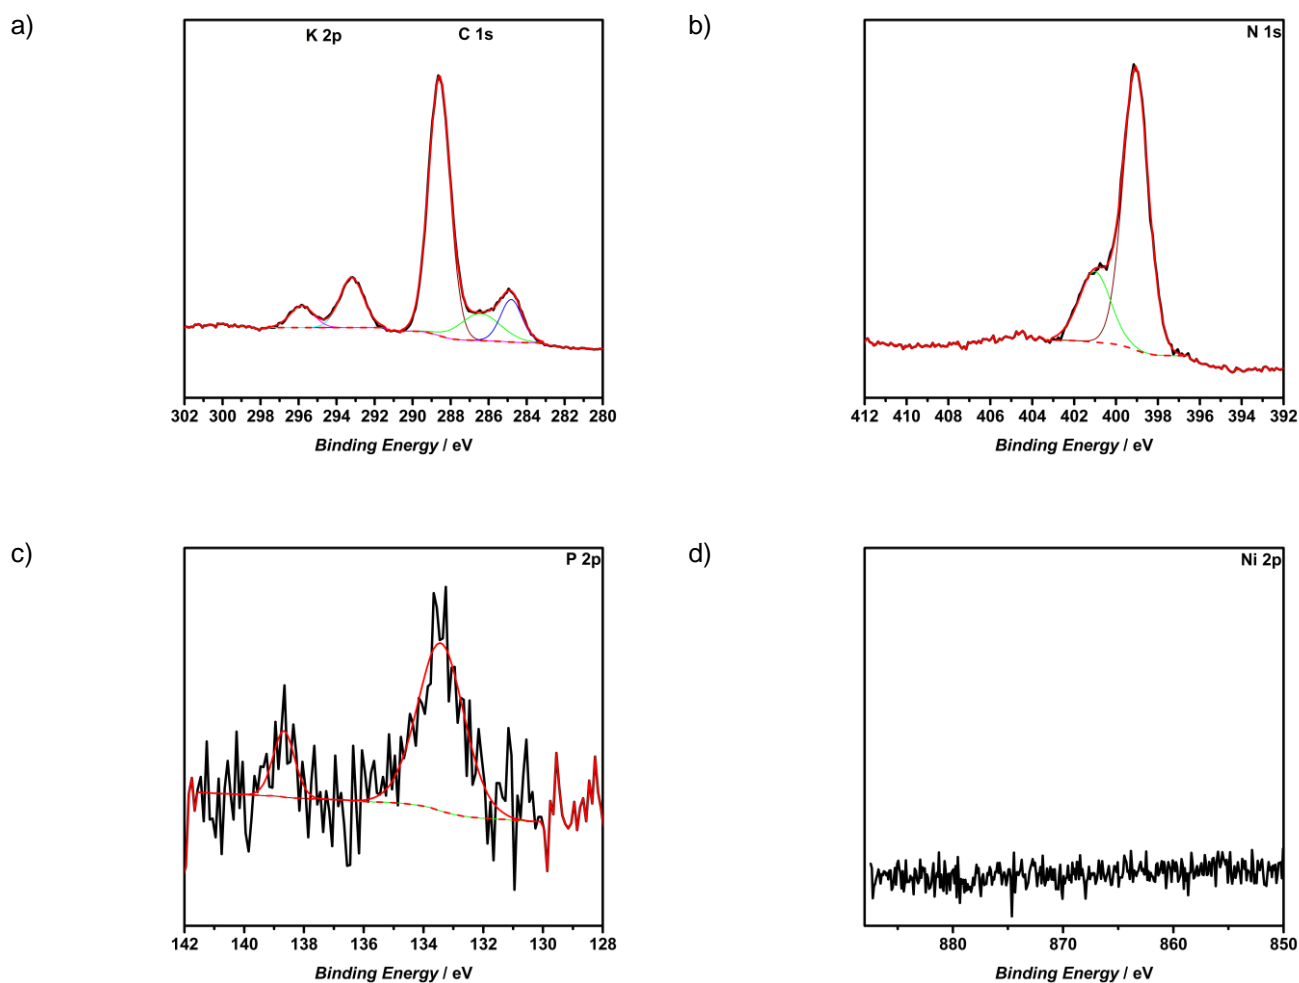 a)
K 2p C 1s
302 300 298 296 294 292 290 288 286 284 282 280
Binding Energy / eV
b)
N 1s
412 410 408 406 404 402 400 398 396 394 392
Binding Energy / eV
c)
P 2p
142 140 138 136 134 132 130 128
Binding Energy / eV
d)
Ni 2p
880 870 860 850
Binding Energy / eV